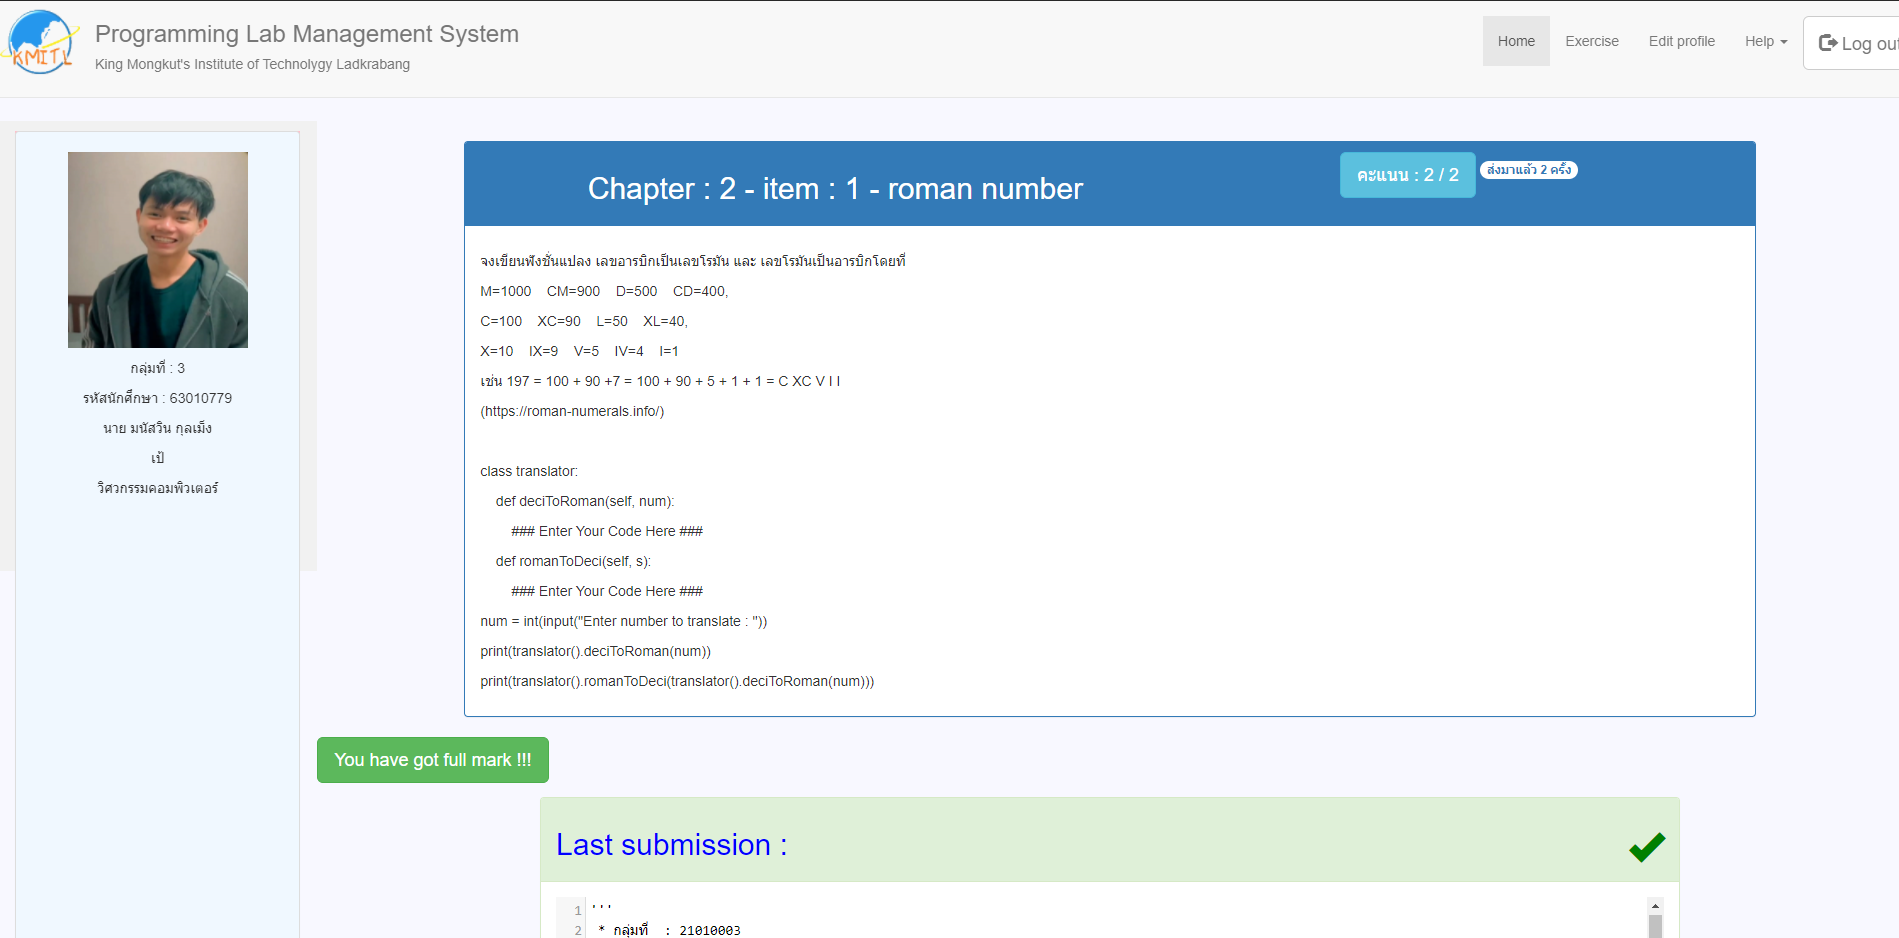 KMITL
Programming Lab Management System
King Mongkut's Institute of Technolygy Ladkrabang
Home Exercise Edit profile Help Log out
กลุ่มที่ : 3
รหัสนักศึกษา : 63010779
นาย มนัสวิน กุลเม็ง
เป้
วิศวกรรมคอมพิวเตอร์
Chapter : 2 - item : 1 - roman number
คะแนน : 2 / 2
ส่งมาแล้ว 2 ครั้ง
จงเขียนฟังชั่นแปลง เลขอารบิกเป็นเลขโรมัน และ เลขโรมันเป็นอารบิกโดยที่
M=1000 CM=900 D=500 CD=400,
C=100 XC=90 L=50 XL=40,
X=10 IX=9 V=5 IV=4 I=1
เช่น 197 = 100 + 90 +7 = 100 + 90 + 5 + 1 + 1 = C XC V I I
(https://roman-numerals.info/)
class translator:
def deciToRoman(self, num):
### Enter Your Code Here ###
def romanToDeci(self, s):
### Enter Your Code Here ###
num = int(input("Enter number to translate : "))
print(translator().deciToRoman(num))
print(translator().romanToDeci(translator().deciToRoman(num)))
You have got full mark !!!
Last submission :
1 '''
2 * กลุ่มที่ : 21010003